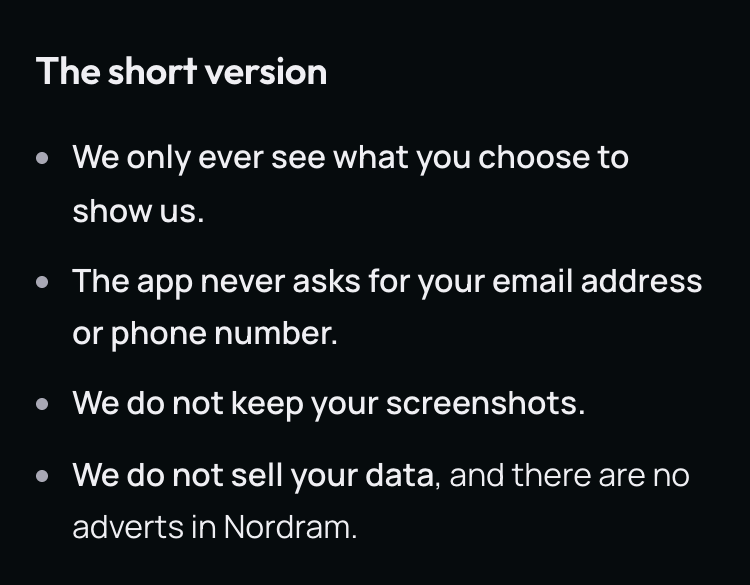 The short version
We only ever see what you choose to
show us.
The app never asks for your email address
or phone number.
We do not keep your screenshots.
We do not sell your data, and there are no
adverts in Nordram.